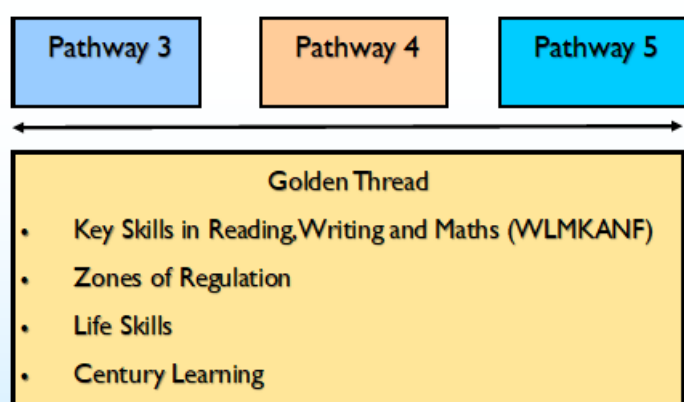 Pathway 3 Pathway 4 Pathway 5
Golden Thread
• Key Skills in Reading,Writing and Maths (WLMKANF)
• Zones of Regulation
• Life Skills
• Century Learning